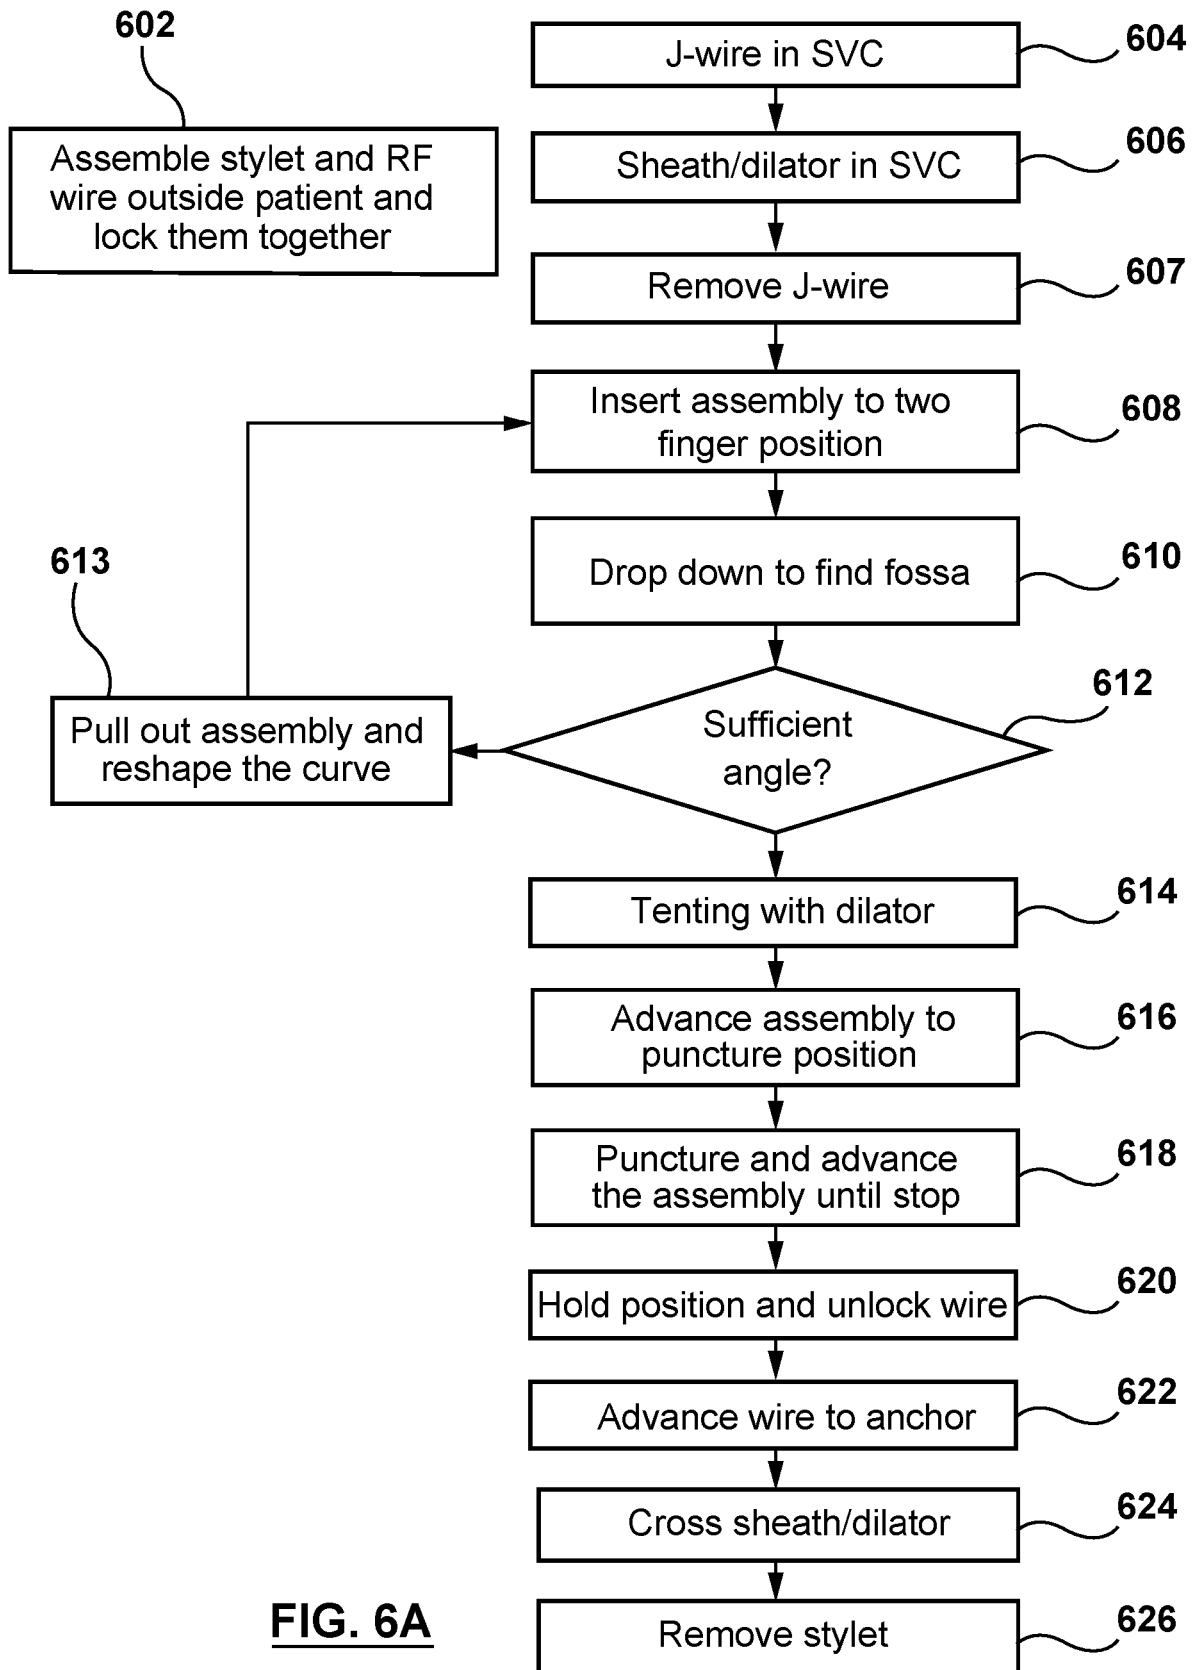 602
Assemble stylet and RF
wire outside patient and
lock them together
J-wire in SVC
604
Sheath/dilator in SVC
606
Remove J-wire
607
Insert assembly to two
finger position
608
Drop down to find fossa
610
Sufficient
angle?
612
613
Pull out assembly and
reshape the curve
Tenting with dilator
614
Advance assembly to
puncture position
616
Puncture and advance
the assembly until stop
618
Hold position and unlock wire
620
Advance wire to anchor
622
Cross sheath/dilator
624
Remove stylet
626
FIG. 6A